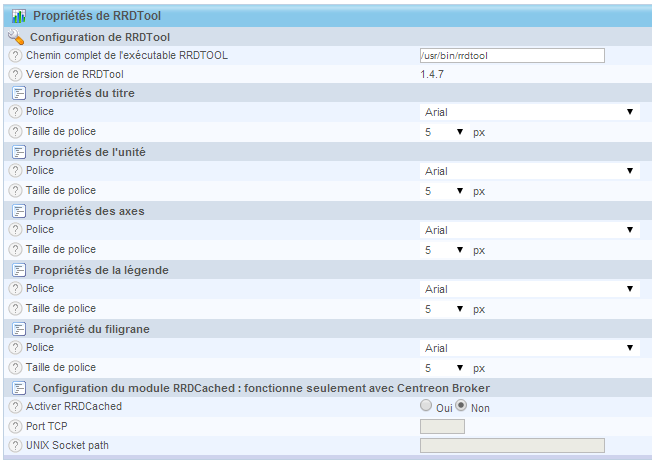 Propriétés de RRDTool
Configuration de RRDTool
Chemin complet de l'exécutable RRDTOOL /usr/bin/rrdtool
Version de RRDTool 1.4.7
Propriétés du titre
Police Arial
Taille de police 5 px
Propriétés de l'unité
Police Arial
Taille de police 5 px
Propriétés des axes
Police Arial
Taille de police 5 px
Propriétés de la légende
Police Arial
Taille de police 5 px
Propriété du filigrane
Police Arial
Taille de police 5 px
Configuration du module RRDCached : fonctionne seulement avec Centreon Broker
Activer RRDCached Oui Non
Port TCP
UNIX Socket path